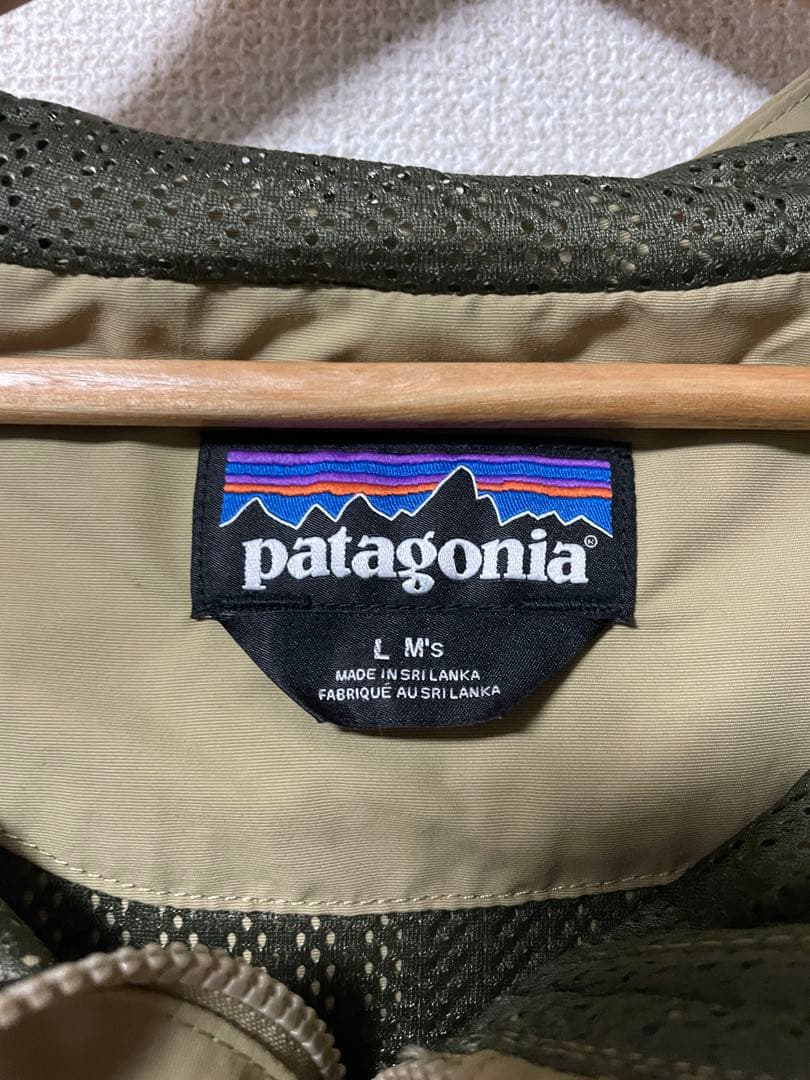 patagonia®
L M's
MADE IN SRI LANKA
FABRIQUÉ AU SRI LANKA